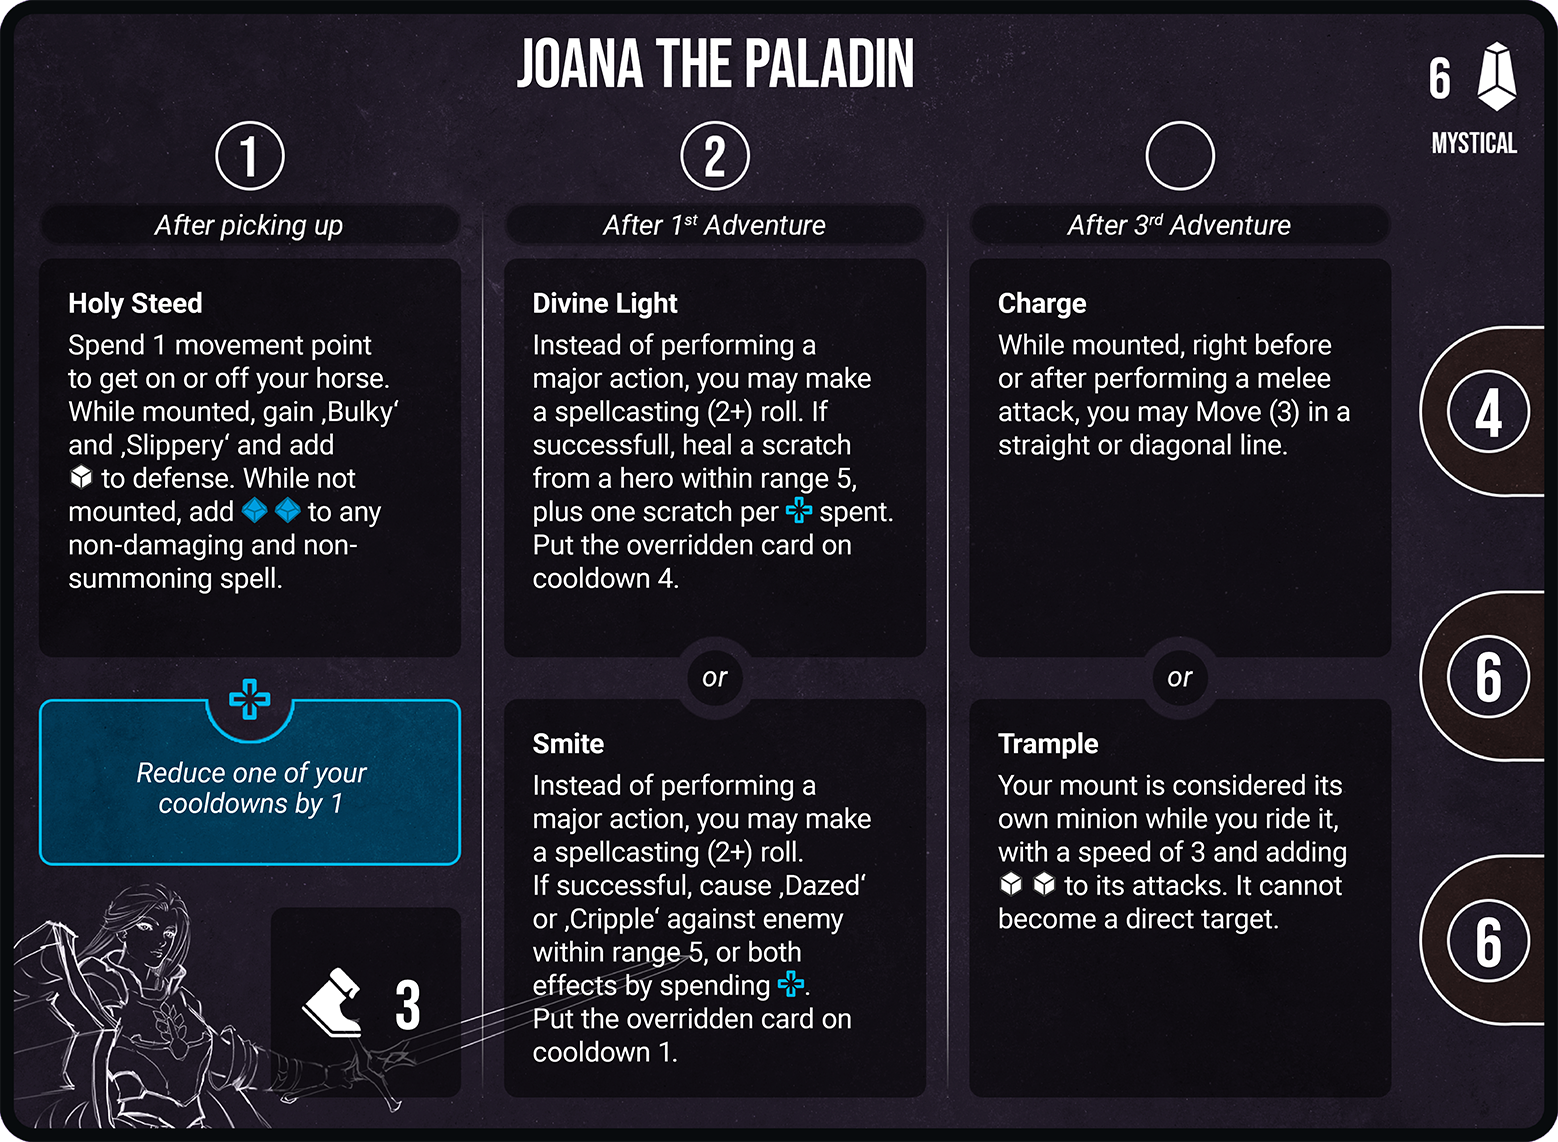 JOANA THE PALADIN
6
MYSTICAL
1
After picking up
Holy Steed
Spend 1 movement point
to get on or off your horse.
While mounted, gain ‚Bulky‘
and ‚Slippery‘ and add
to defense. While not
mounted, add to any
non-damaging and non-
summoning spell.
Reduce one of your
cooldowns by 1
3
2
After 1st Adventure
Divine Light
Instead of performing a
major action, you may make
a spellcasting (2+) roll. If
successfull, heal a scratch
from a hero within range 5,
plus one scratch per spent.
Put the overridden card on
cooldown 4.
or
Smite
Instead of performing a
major action, you may make
a spellcasting (2+) roll.
If successful, cause ‚Dazed‘
or ‚Cripple‘ against enemy
within range 5, or both
effects by spending .
Put the overridden card on
cooldown 1.
After 3rd Adventure
Charge
While mounted, right before
or after performing a melee
attack, you may Move (3) in a
straight or diagonal line.
or
Trample
Your mount is considered its
own minion while you ride it,
with a speed of 3 and adding
to its attacks. It cannot
become a direct target.
4
6
6